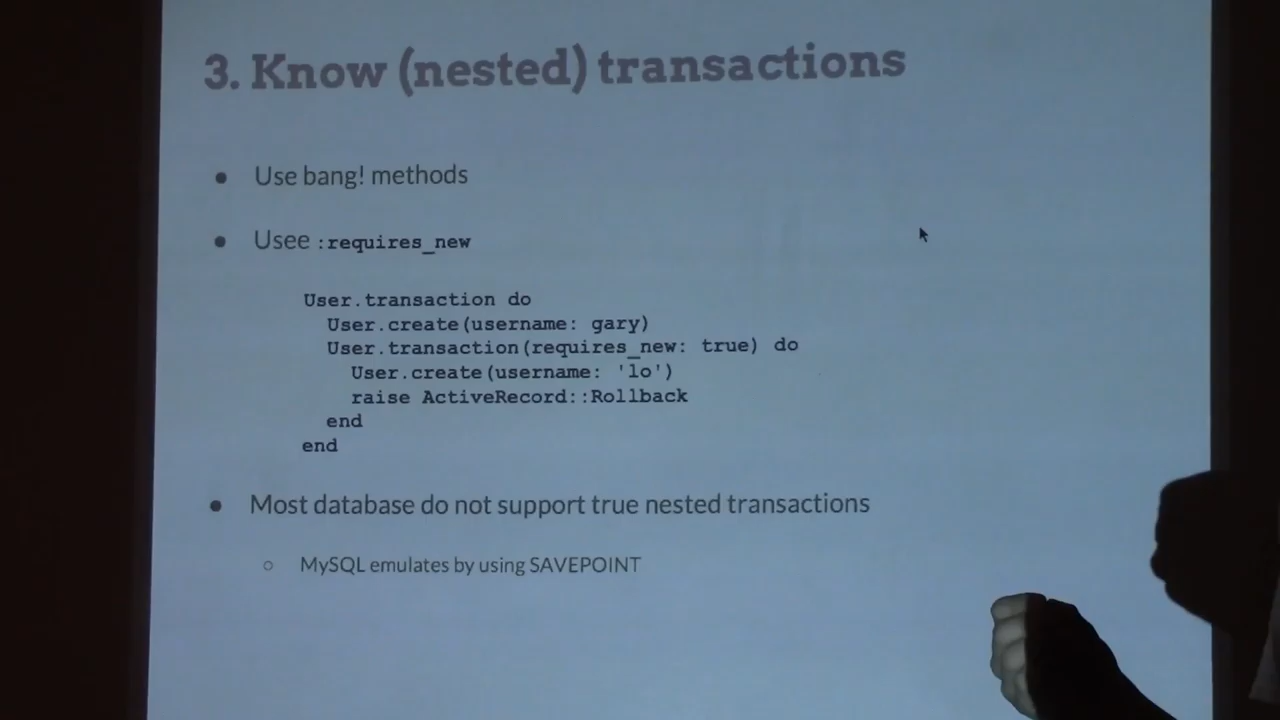 3. Know (nested) transactions
● Use bang! methods
● Usee :requires_new
User.transaction do
User.create(username: gary)
User.transaction(requires_new: true) do
User.create(username: 'lo')
raise ActiveRecord::Rollback
end
end
● Most database do not support true nested transactions
○ MySQL emulates by using SAVEPOINT